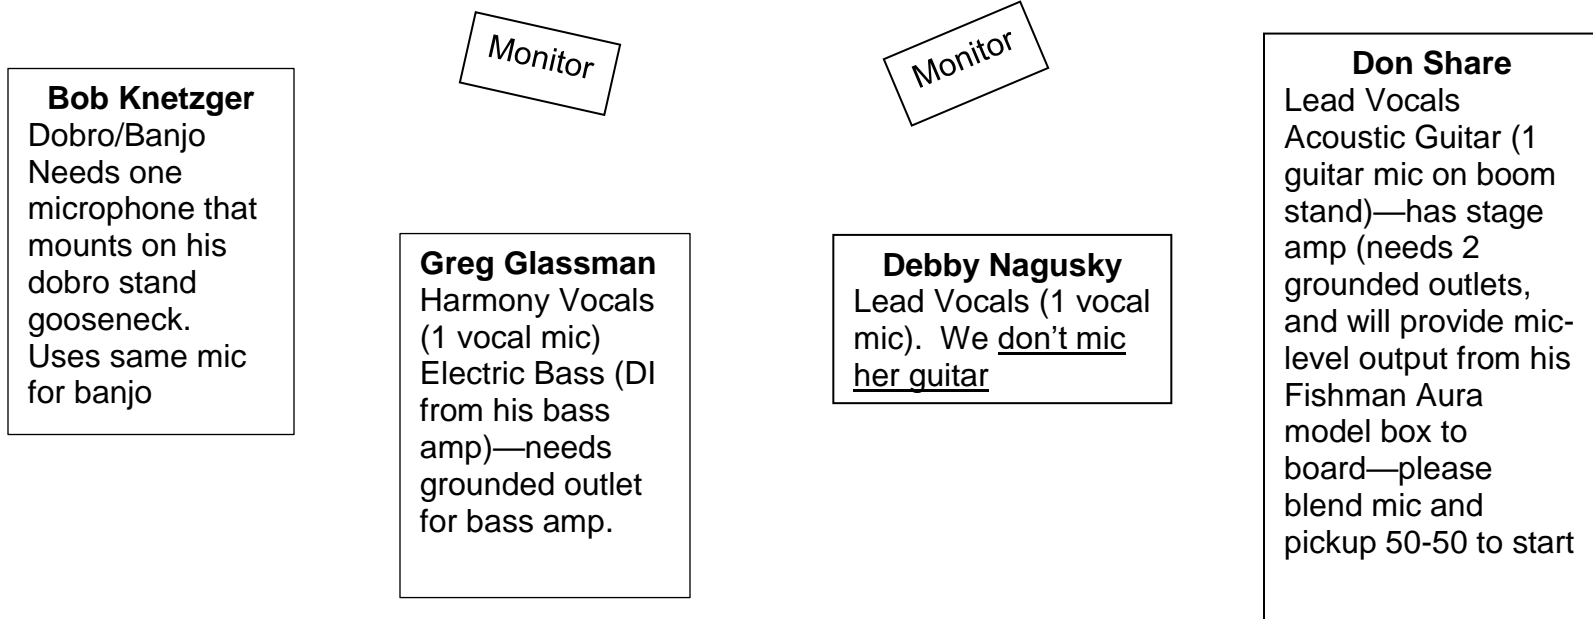 Monitor
Monitor
Bob Knetzger
Dobro/Banjo
Needs one
microphone that
mounts on his
dobro stand
gooseneck.
Uses same mic
for banjo
Greg Glassman
Harmony Vocals
(1 vocal mic)
Electric Bass (DI
from his bass
amp)—needs
grounded outlet
for bass amp.
Debby Nagusky
Lead Vocals (1 vocal
mic).  We don’t mic
her guitar
Don Share
Lead Vocals
Acoustic Guitar (1
guitar mic on boom
stand)—has stage
amp (needs 2
grounded outlets,
and will provide mic-
level output from his
Fishman Aura
model box to
board—please
blend mic and
pickup 50-50 to start